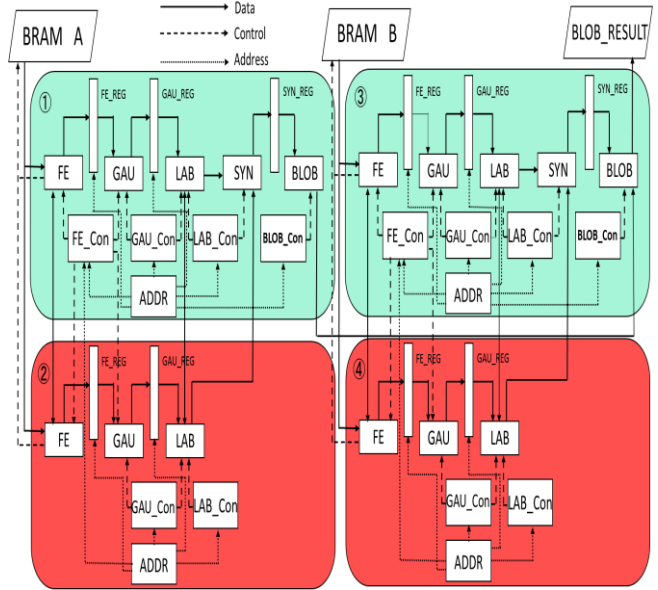 BRAM A
Data
Control
Address
BRAM B
BLOB_RESULT
①
FE_REG
GAU_REG
SYN_REG
FE
GAU
LAB
SYN
BLOB
FE_Con
GAU_Con
LAB_Con
BLOB_Con
ADDR
③
FE_REG
GAU_REG
SYN_REG
FE
GAU
LAB
SYN
BLOB
FE_Con
GAU_Con
LAB_Con
BLOB_Con
ADDR
②
FE_REG
GAU_REG
FE
GAU
LAB
GAU_Con
LAB_Con
ADDR
④
FE_REG
GAU_REG
FE
GAU
LAB
GAU_Con
LAB_Con
ADDR